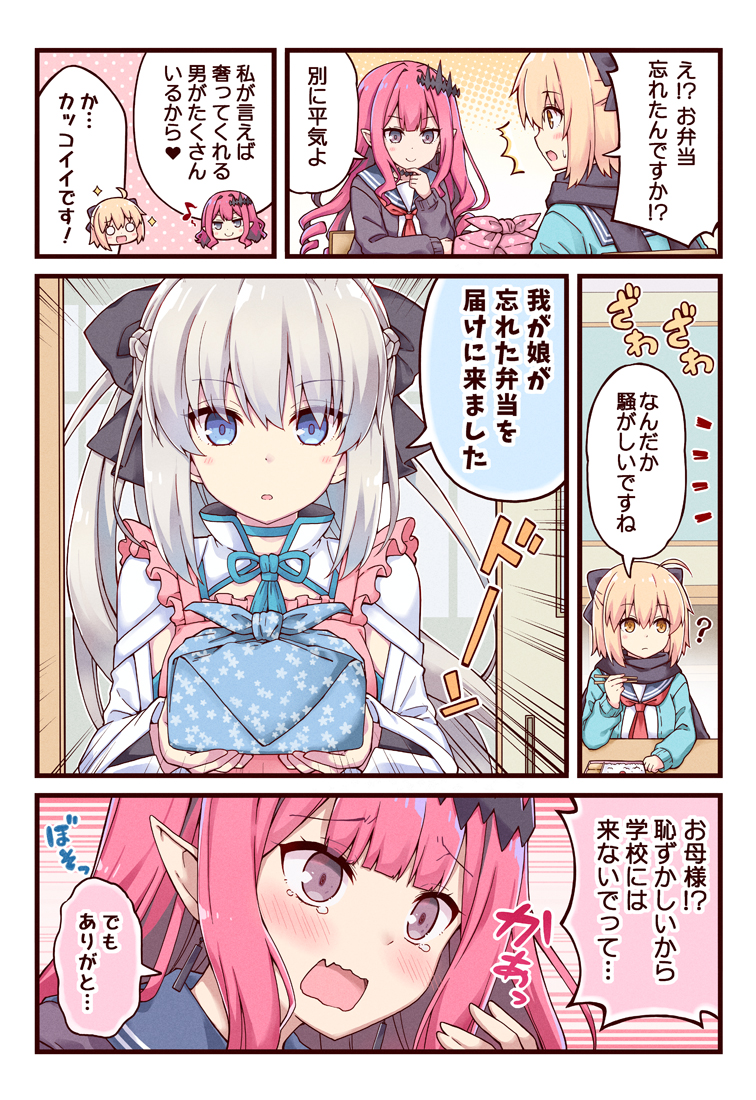 え!?お弁当
忘れたんですか!?
別に平気よ
私が言えば
奢ってくれる
男がたくさん
いるから♥
か…
カッコイイです!
ざわ
ざわ
なんだか
騒がしいですね
?
我が娘が
忘れた弁当を
届けに来ました
ドーン
お母様!?
恥ずかしいから
学校には
来ないでって…
かあっ
ぼそっ
でも
ありがと…